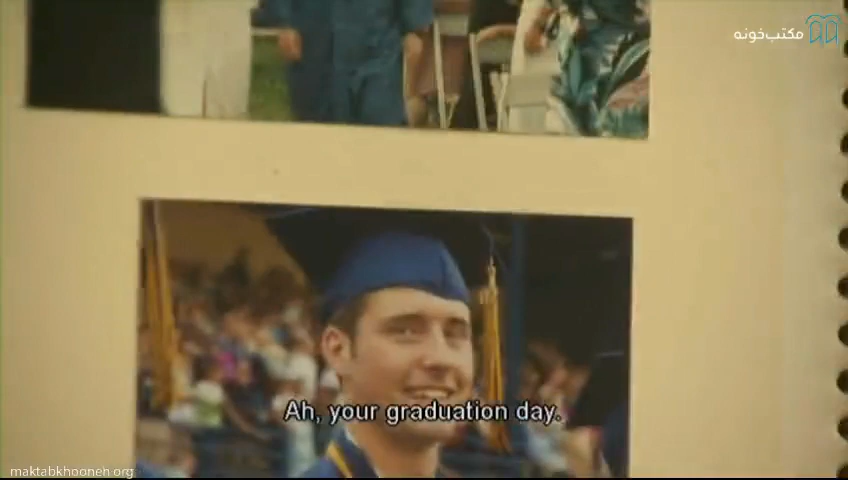 مکتب‌خونه
Ah, your graduation day.
maktabkhooneh.org